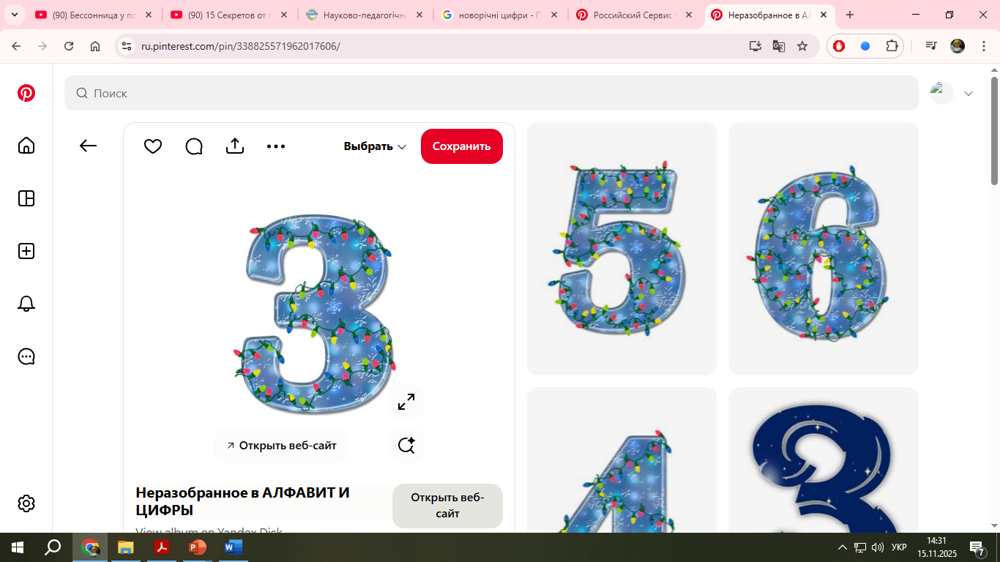 (90) Бессонница у по
(90) 15 Секретов от г
Науково-педагогічн
новорічні цифри - П
Российский Сервис
Неразобранное в АЛ
ru.pinterest.com/pin/338825571962017606/
Поиск
Выбрать
Сохранить
3
5
6
Открыть веб-сайт
4
3
Неразобранное в АЛФАВИТ И
ЦИФРЫ
Открыть веб-
сайт
View album on Yandex Disk
УКР
14:31
15.11.2025
7